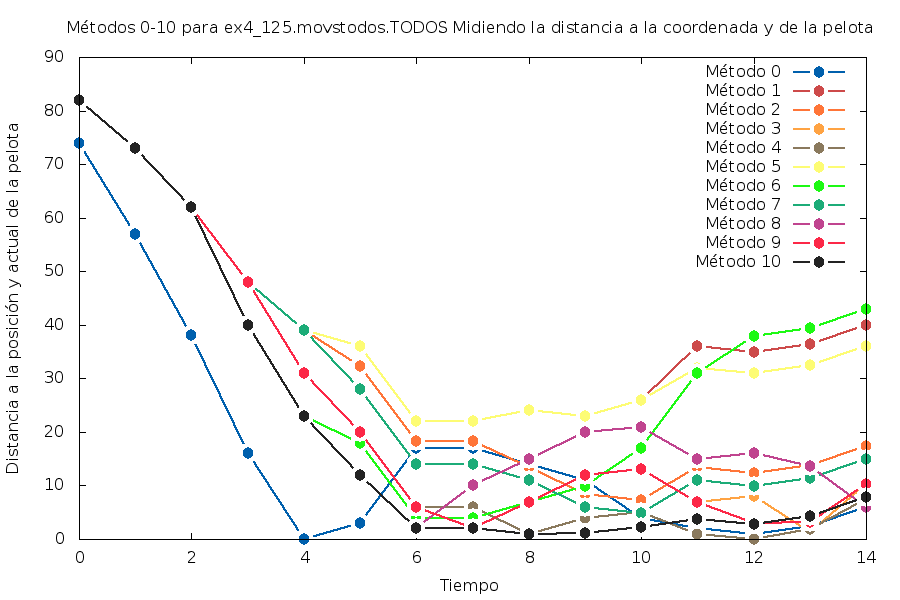 Métodos 0-10 para ex4_125.movstodos.TODOS Midiendo la distancia a la coordenada y de la pelota
Distancia a la posición y actual de la pelota
90
80
70
60
50
40
30
20
10
0
Método 0
Método 1
Método 2
Método 3
Método 4
Método 5
Método 6
Método 7
Método 8
Método 9
Método 10
0 2 4 6 8 10 12 14
Tiempo